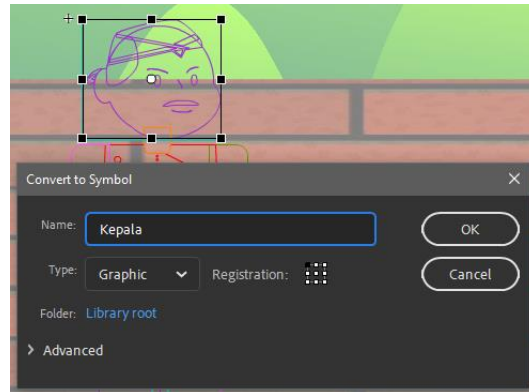 Convert to Symbol
Name: Kepala
OK
Type: Graphic Registration:
Cancel
Folder: Library root
Advanced